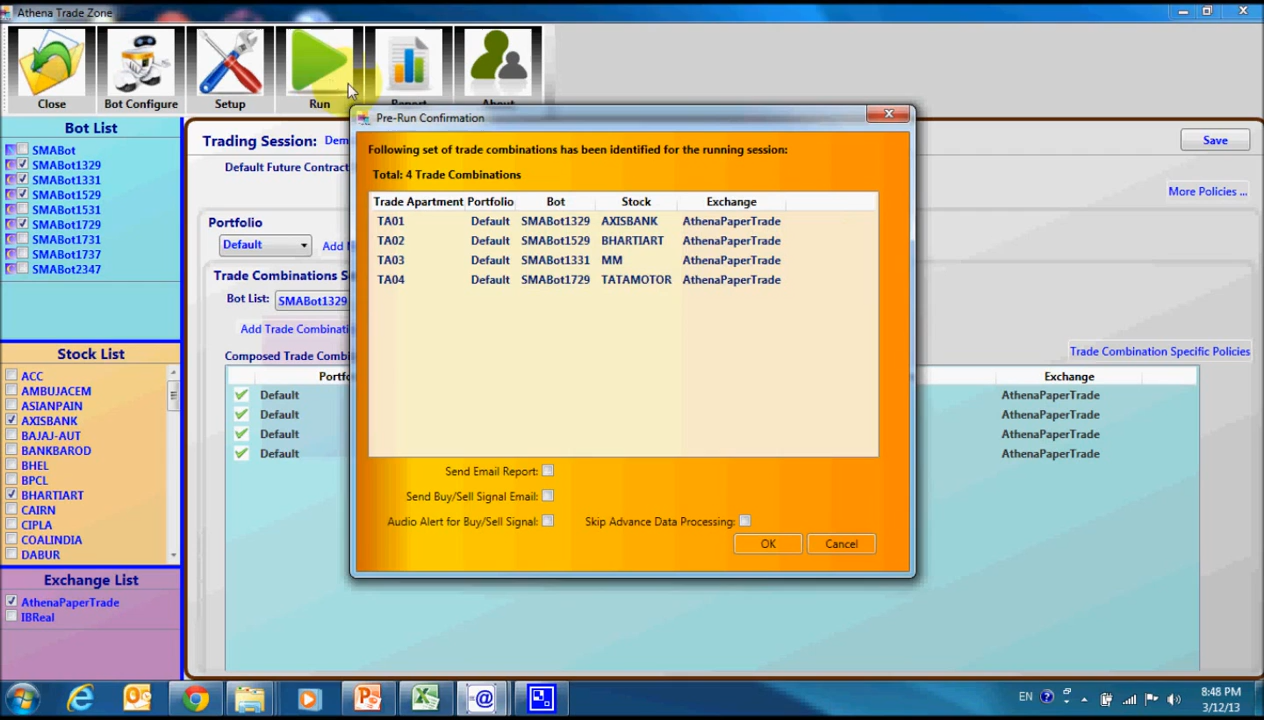 Athena Trade Zone
Close
Bot Configure
Setup
Run
Report
About
Bot List
SMABot
SMABot1329
SMABot1331
SMABot1529
SMABot1531
SMABot1729
SMABot1731
SMABot1737
SMABot2347
Stock List
ACC
AMBUJACEM
ASIANPAIN
AXISBANK
BAJAJ-AUT
BANKBAROD
BHEL
BPCL
BHARTIART
CAIRN
CIPLA
COALINDIA
DABUR
Exchange List
AthenaPaperTrade
IBReal
Trading Session: Dem
Save
Default Future Contract
More Policies ...
Portfolio
Default
Add
Trade Combinations S
Bot List: SMABot1329
Add Trade Combinati
Composed Trade Combi
Trade Combination Specific Policies
Portfo Exchange
Default AthenaPaperTrade
Default AthenaPaperTrade
Default AthenaPaperTrade
Default AthenaPaperTrade
Pre-Run Confirmation
Following set of trade combinations has been identified for the running session:
Total: 4 Trade Combinations
Trade Apartment Portfolio Bot Stock Exchange
TA01 Default SMABot1329 AXISBANK AthenaPaperTrade
TA02 Default SMABot1529 BHARTIART AthenaPaperTrade
TA03 Default SMABot1331 MM AthenaPaperTrade
TA04 Default SMABot1729 TATAMOTOR AthenaPaperTrade
Send Email Report:
Send Buy/Sell Signal Email:
Audio Alert for Buy/Sell Signal: Skip Advance Data Processing:
OK Cancel
EN
8:48 PM
3/12/13